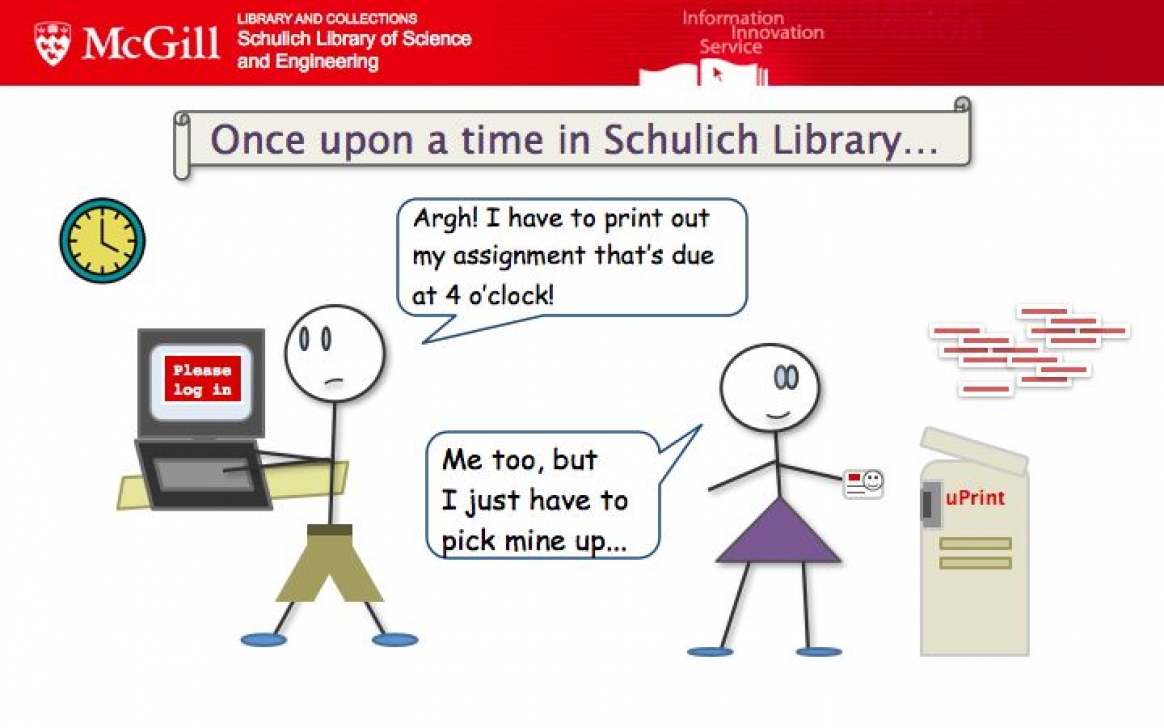 McGill
LIBRARY AND COLLECTIONS
Schulich Library of Science
and Engineering
Information
Innovation
Service
Once upon a time in Schulich Library...
Argh! I have to print out
my assignment that's due
at 4 o'clock!
Please
log in
Me too, but
I just have to
pick mine up...
uPrint